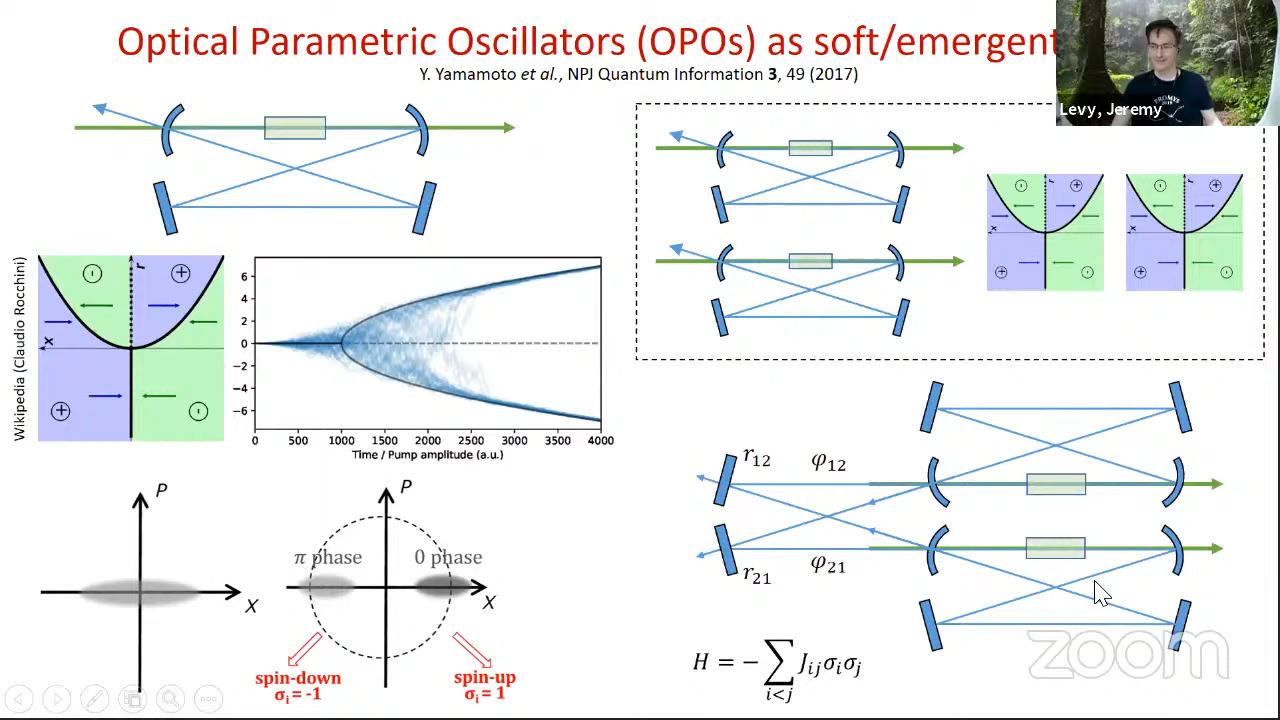 Optical Parametric Oscillators (OPOs) as soft/emergent
Y. Yamamoto et al., NPJ Quantum Information 3, 49 (2017)
Levy, Jeremy
Wikipedia (Claudio Rocchini)
- +
r
x
+ -
6
4
2
0
−2
−4
−6
0 500 1000 1500 2000 2500 3000 3500 4000
Time / Pump amplitude (a.u.)
- +
r
x
+ -
- +
r
x
+ -
P
X
P
π phase 0 phase
X
spin-down
σi = -1
spin-up
σi = 1
r12 φ12
r21 φ21
H = − ∑ Jij σi σj
i<j
zoom